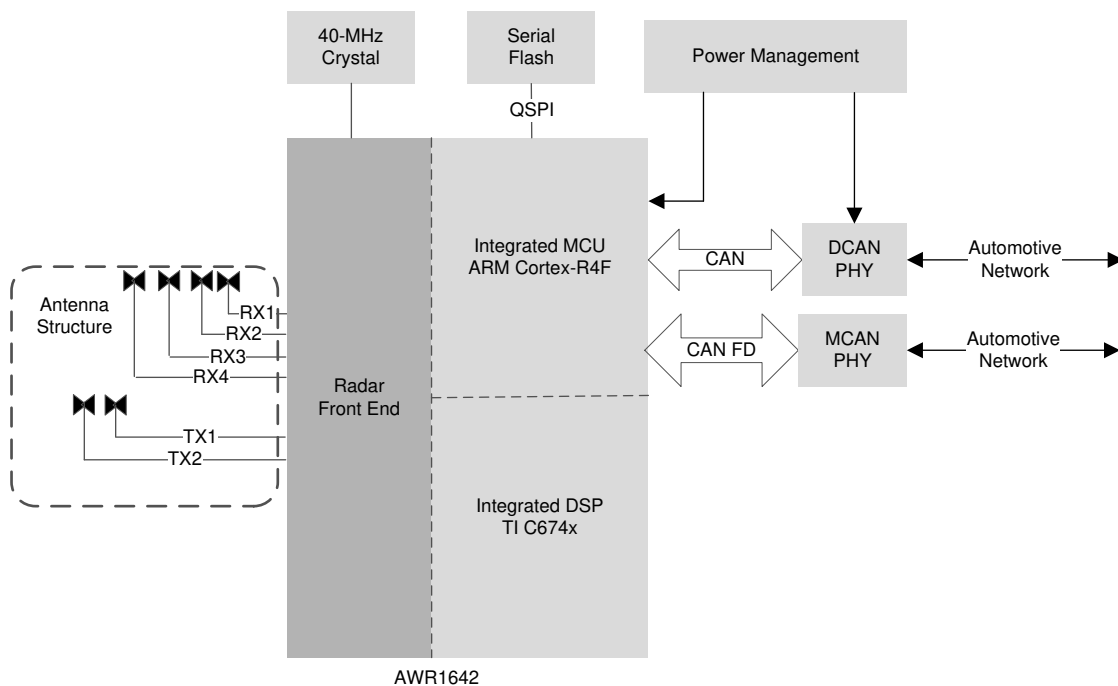 40-MHz
Crystal
Serial
Flash
Power Management
QSPI
Integrated MCU
ARM Cortex-R4F
CAN
DCAN
PHY
Automotive
Network
Antenna
Structure
RX1
RX2
RX3
RX4
CAN FD
MCAN
PHY
Automotive
Network
Radar
Front End
TX1
TX2
Integrated DSP
TI C674x
AWR1642